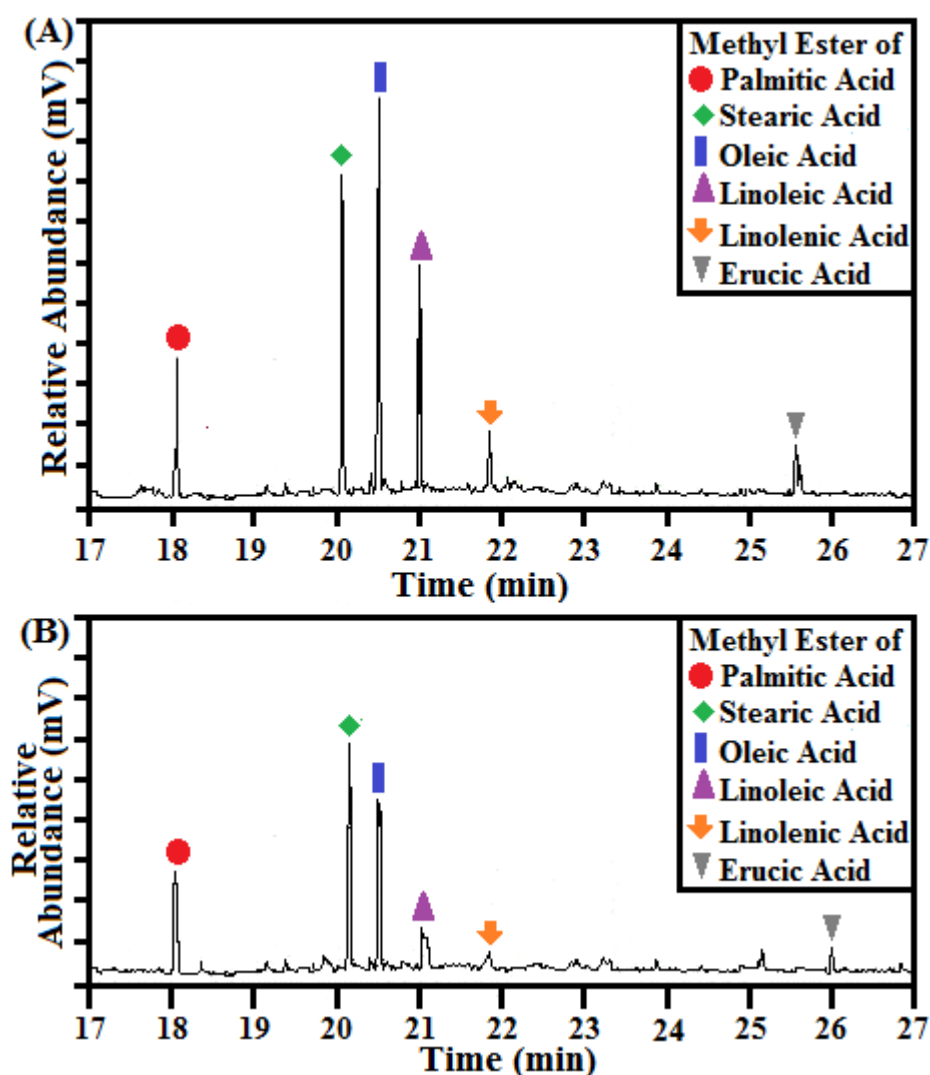 (A)
Relative Abundance (mV)
Methyl Ester of
Palmitic Acid
Stearic Acid
Oleic Acid
Linoleic Acid
Linolenic Acid
Erucic Acid
17 18 19 20 21 22 23 24 25 26 27
Time (min)
(B)
Relative
Abundance (mV)
Methyl Ester of
Palmitic Acid
Stearic Acid
Oleic Acid
Linoleic Acid
Linolenic Acid
Erucic Acid
17 18 19 20 21 22 23 24 25 26 27
Time (min)